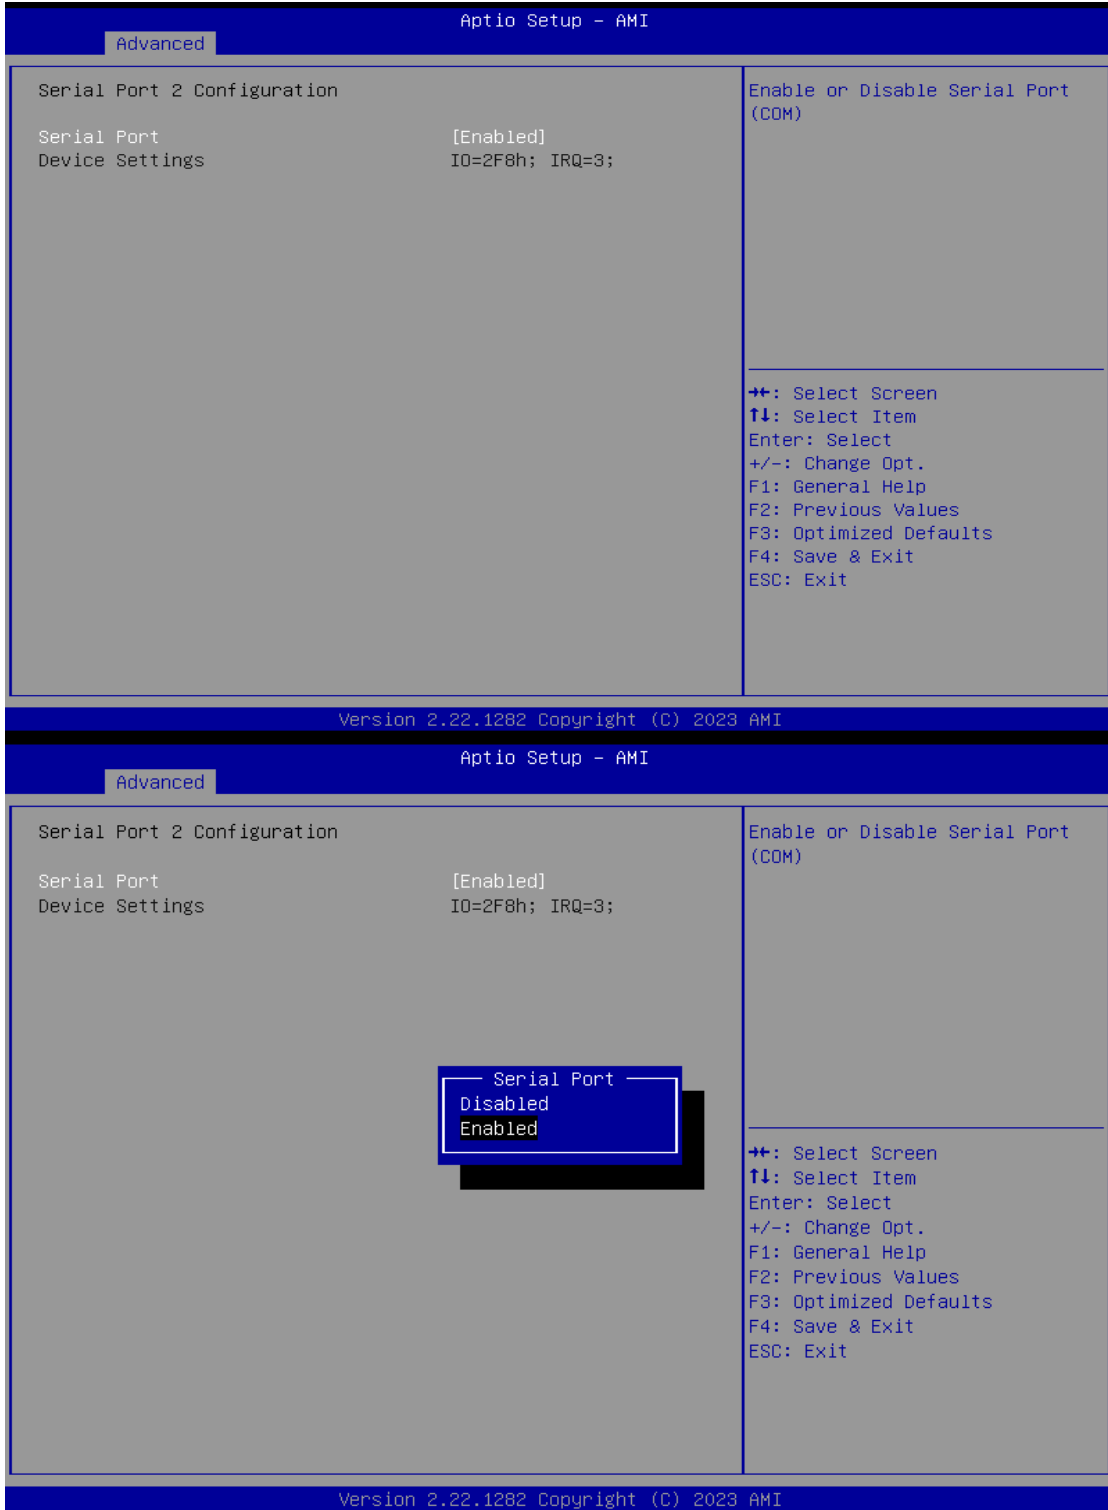 Aptio Setup – AMI
Advanced
Serial Port 2 Configuration
Serial Port [Enabled]
Device Settings IO=2F8h; IRQ=3;
Enable or Disable Serial Port
(COM)
→←: Select Screen
↑↓: Select Item
Enter: Select
+/-: Change Opt.
F1: General Help
F2: Previous Values
F3: Optimized Defaults
F4: Save & Exit
ESC: Exit
Version 2.22.1282 Copyright (C) 2023 AMI
Aptio Setup – AMI
Advanced
Serial Port 2 Configuration
Serial Port [Enabled]
Device Settings IO=2F8h; IRQ=3;
Serial Port
Disabled
Enabled
Enable or Disable Serial Port
(COM)
→←: Select Screen
↑↓: Select Item
Enter: Select
+/-: Change Opt.
F1: General Help
F2: Previous Values
F3: Optimized Defaults
F4: Save & Exit
ESC: Exit
Version 2.22.1282 Copyright (C) 2023 AMI